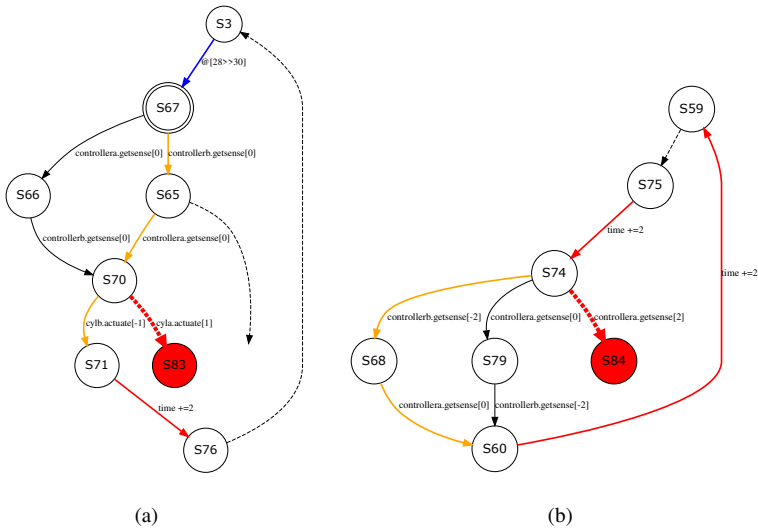 S3
@[28>>30]
S67
controllera.getsense[0]
controllerb.getsense[0]
S66
S65
controllerb.getsense[0]
controllera.getsense[0]
S70
cylb.actuate[-1]
cyla.actuate[1]
S71
S83
time +=2
S76
(a)
S59
S75
time +=2
S74
time +=2
controllerb.getsense[-2]
controllera.getsense[0]
controllera.getsense[2]
S68
S79
S84
controllera.getsense[0]
controllerb.getsense[-2]
S60
(b)